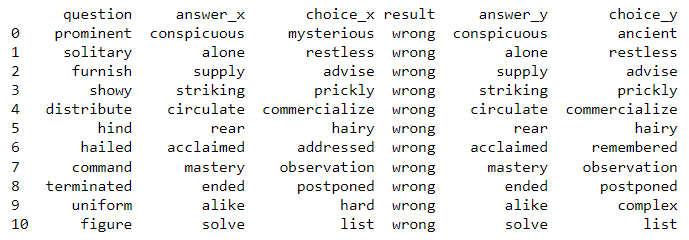 question answer_x choice_x result answer_y choice_y
0 prominent conspicuous mysterious wrong conspicuous ancient
1 solitary alone restless wrong alone restless
2 furnish supply advise wrong supply advise
3 showy striking prickly wrong striking prickly
4 distribute circulate commercialize wrong circulate commercialize
5 hind rear hairy wrong rear hairy
6 hailed acclaimed addressed wrong acclaimed remembered
7 command mastery observation wrong mastery observation
8 terminated ended postponed wrong ended postponed
9 uniform alike hard wrong alike complex
10 figure solve list wrong solve list